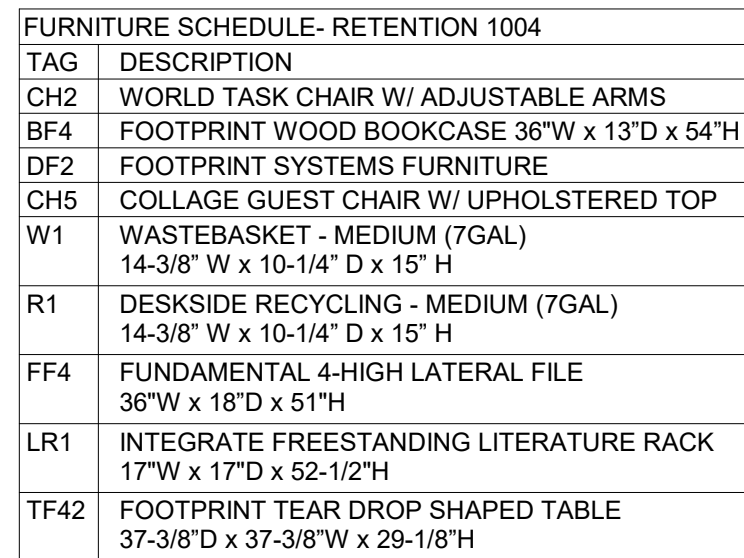 FURNITURE SCHEDULE- RETENTION 1004
TAG DESCRIPTION
CH2 WORLD TASK CHAIR W/ ADJUSTABLE ARMS
BF4 FOOTPRINT WOOD BOOKCASE 36"W x 13”D x 54”H
DF2 FOOTPRINT SYSTEMS FURNITURE
CH5 COLLAGE GUEST CHAIR W/ UPHOLSTERED TOP
W1 WASTEBASKET - MEDIUM (7GAL)
14-3/8” W x 10-1/4” D x 15” H
R1 DESKSIDE RECYCLING - MEDIUM (7GAL)
14-3/8” W x 10-1/4” D x 15” H
FF4 FUNDAMENTAL 4-HIGH LATERAL FILE
36"W x 18”D x 51"H
LR1 INTEGRATE FREESTANDING LITERATURE RACK
17"W x 17"D x 52-1/2"H
TF42 FOOTPRINT TEAR DROP SHAPED TABLE
37-3/8”D x 37-3/8”W x 29-1/8”H